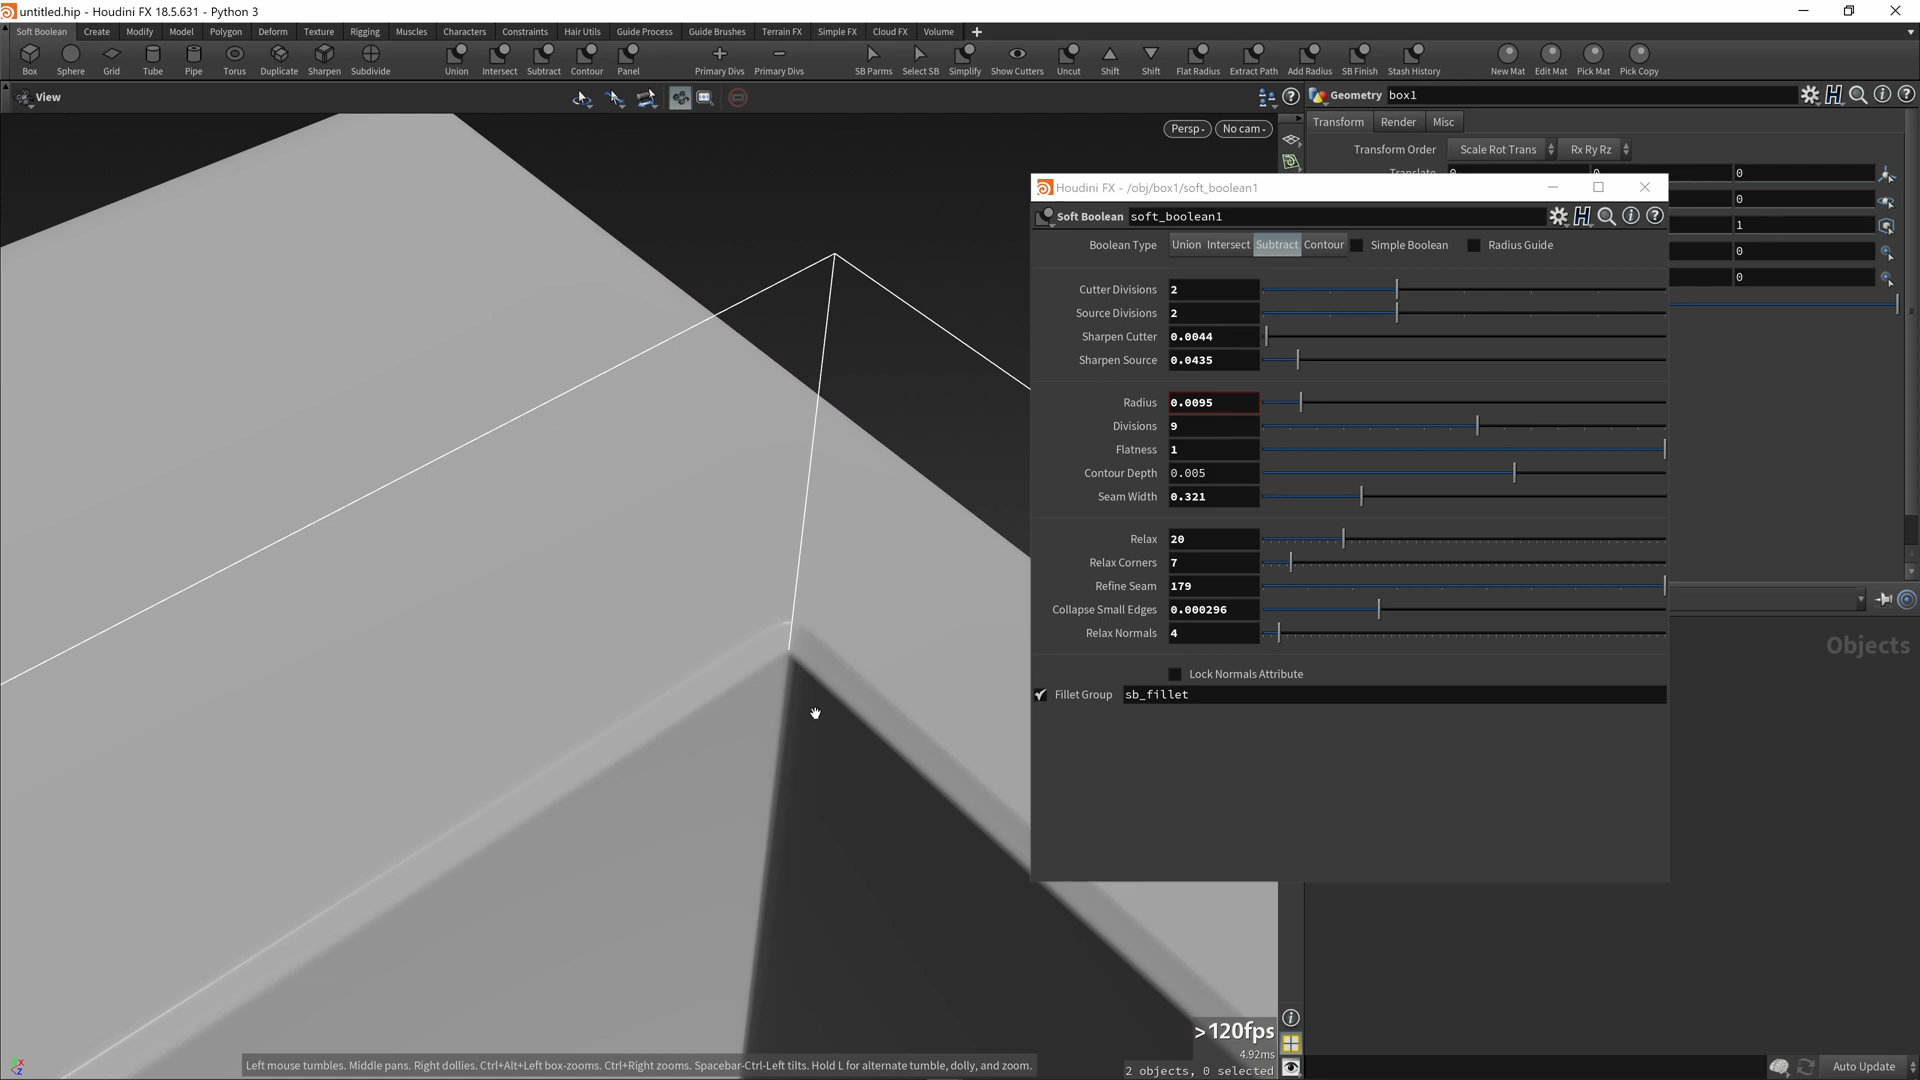 untitled.hip - Houdini FX 18.5.631 - Python 3
Soft Boolean Create Modify Model Polygon Deform Texture Rigging Muscles Characters Constraints Hair Utils Guide Process Guide Brushes Terrain FX Simple FX Cloud FX Volume
Box Sphere Grid Tube Pipe Torus Duplicate Sharpen Subdivide Union Intersect Subtract Contour Panel Primary Divs Primary Divs SB Parms Select SB Simplify Show Cutters Uncut Shift Shift Flat Radius Extract Path Add Radius SB Finish Stash History New Mat Edit Mat Pick Mat Pick Copy
View
Geometry box1
Persp No cam
Transform Render Misc
Transform Order Scale Rot Trans Rx Ry Rz
0
0
1
0
0
Houdini FX - /obj/box1/soft_boolean1
Soft Boolean soft_boolean1
Boolean Type Union Intersect Subtract Contour Simple Boolean Radius Guide
Cutter Divisions 2
Source Divisions 2
Sharpen Cutter 0.0044
Sharpen Source 0.0435
Radius 0.0095
Divisions 9
Flatness 1
Contour Depth 0.005
Seam Width 0.321
Relax 20
Relax Corners 7
Refine Seam 179
Collapse Small Edges 0.000296
Relax Normals 4
Lock Normals Attribute
Fillet Group sb_fillet
Objects
>120fps
4.92ms
2 objects, 0 selected
Left mouse tumbles. Middle pans. Right dollies. Ctrl+Alt+Left box-zooms. Ctrl+Right zooms. Spacebar-Ctrl-Left tilts. Hold L for alternate tumble, dolly, and zoom.
Auto Update